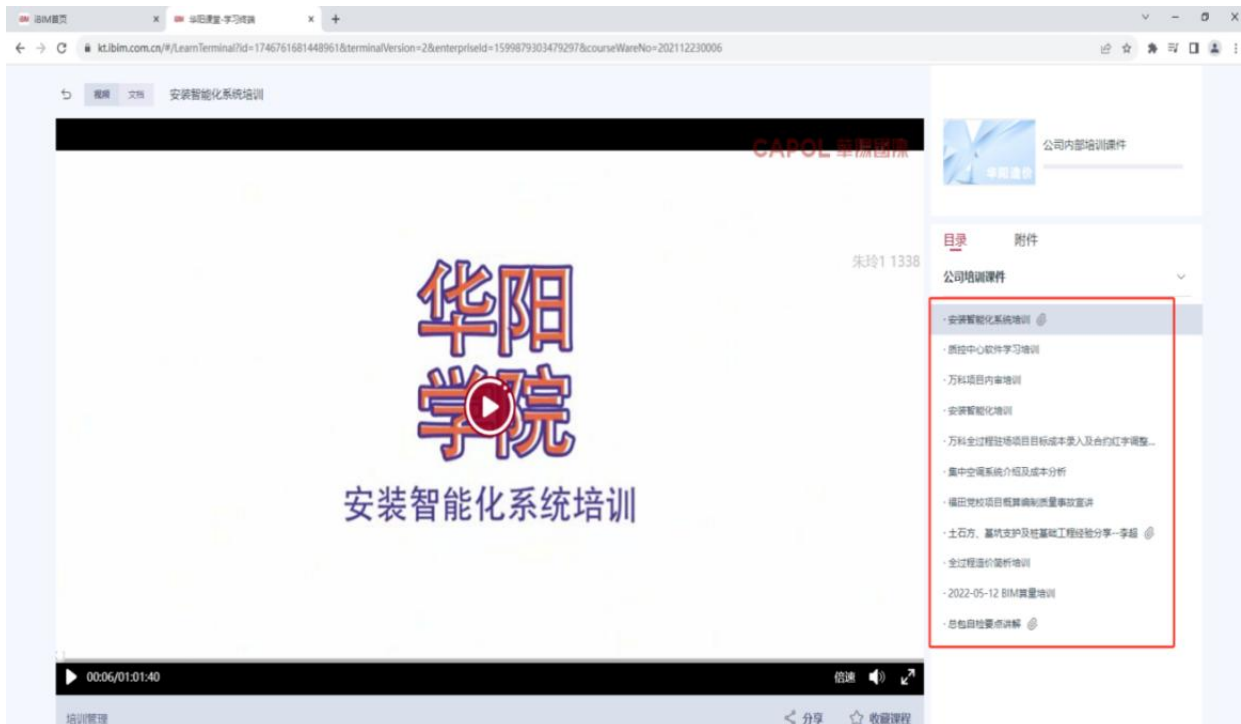 iBIM首页
华阳课堂-学习终端
kt.ibim.com.cn/#/LearnTerminal?id=1746761681448961&terminalVersion=2&enterpriseId=1599879303479297&courseWareNo=202112230006
视频 文档 安装智能化系统培训
CAPOL 华阳国际
朱玲1 1338
华阳
学院
安装智能化系统培训
00:06/01:01:40
倍速
培训管理
分享 收藏课程
华阳造价
公司内部培训课件
目录 附件
公司培训课件
·安装智能化系统培训
·质控中心软件学习培训
·万科项目内审培训
·安装智能化培训
·万科全过程驻场项目目标成本录入及合约红字调整...
·集中空调系统介绍及成本分析
·福田党校项目概算编制质量事故宣讲
·土石方、基坑支护及桩基础工程经验分享--李超
·全过程造价简析培训
·2022-05-12 BIM算量培训
·总包自检要点讲解